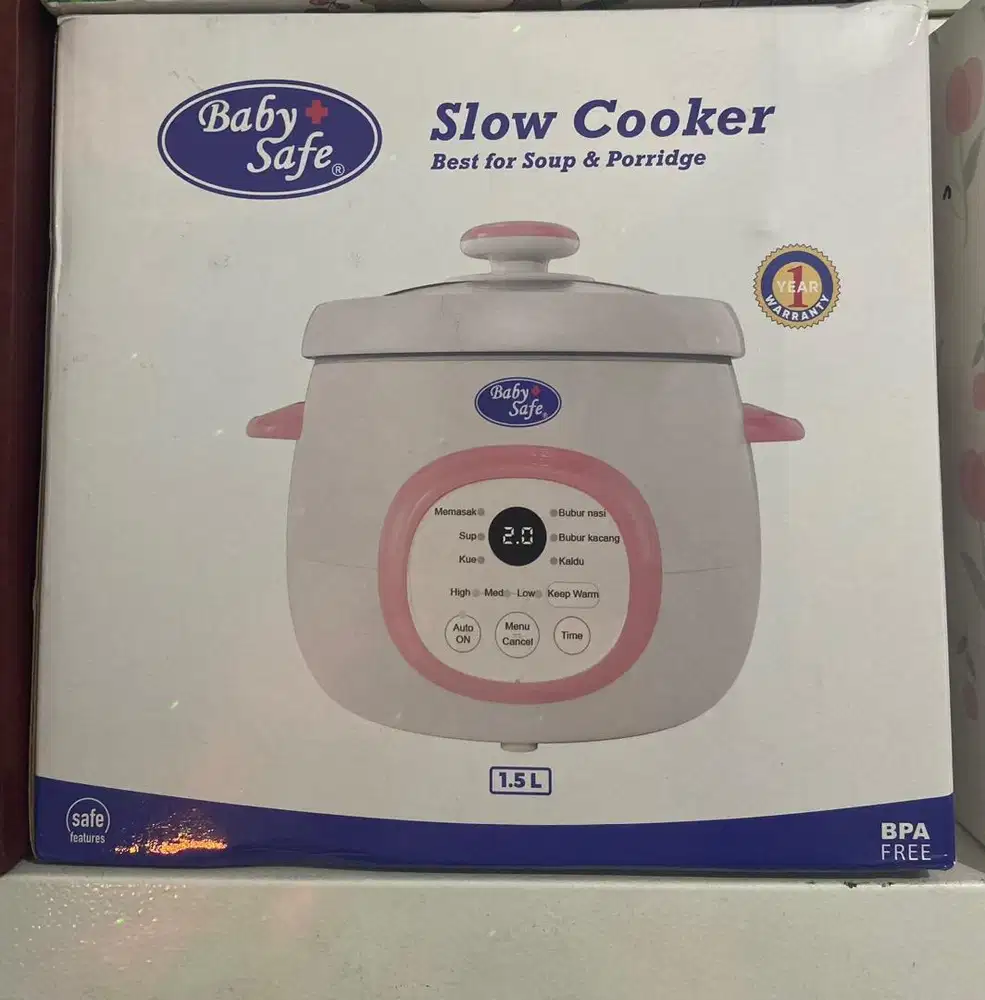 Baby
Safe®
Slow Cooker
Best for Soup & Porridge
1
YEAR
WARRANTY
Baby
Safe®
Memasak
Sup
Kue
2.0
Bubur nasi
Bubur kacang
Kaldu
High Med Low Keep Warm
Auto
ON
Menu
Cancel
Time
1.5 L
safe
features
BPA
FREE